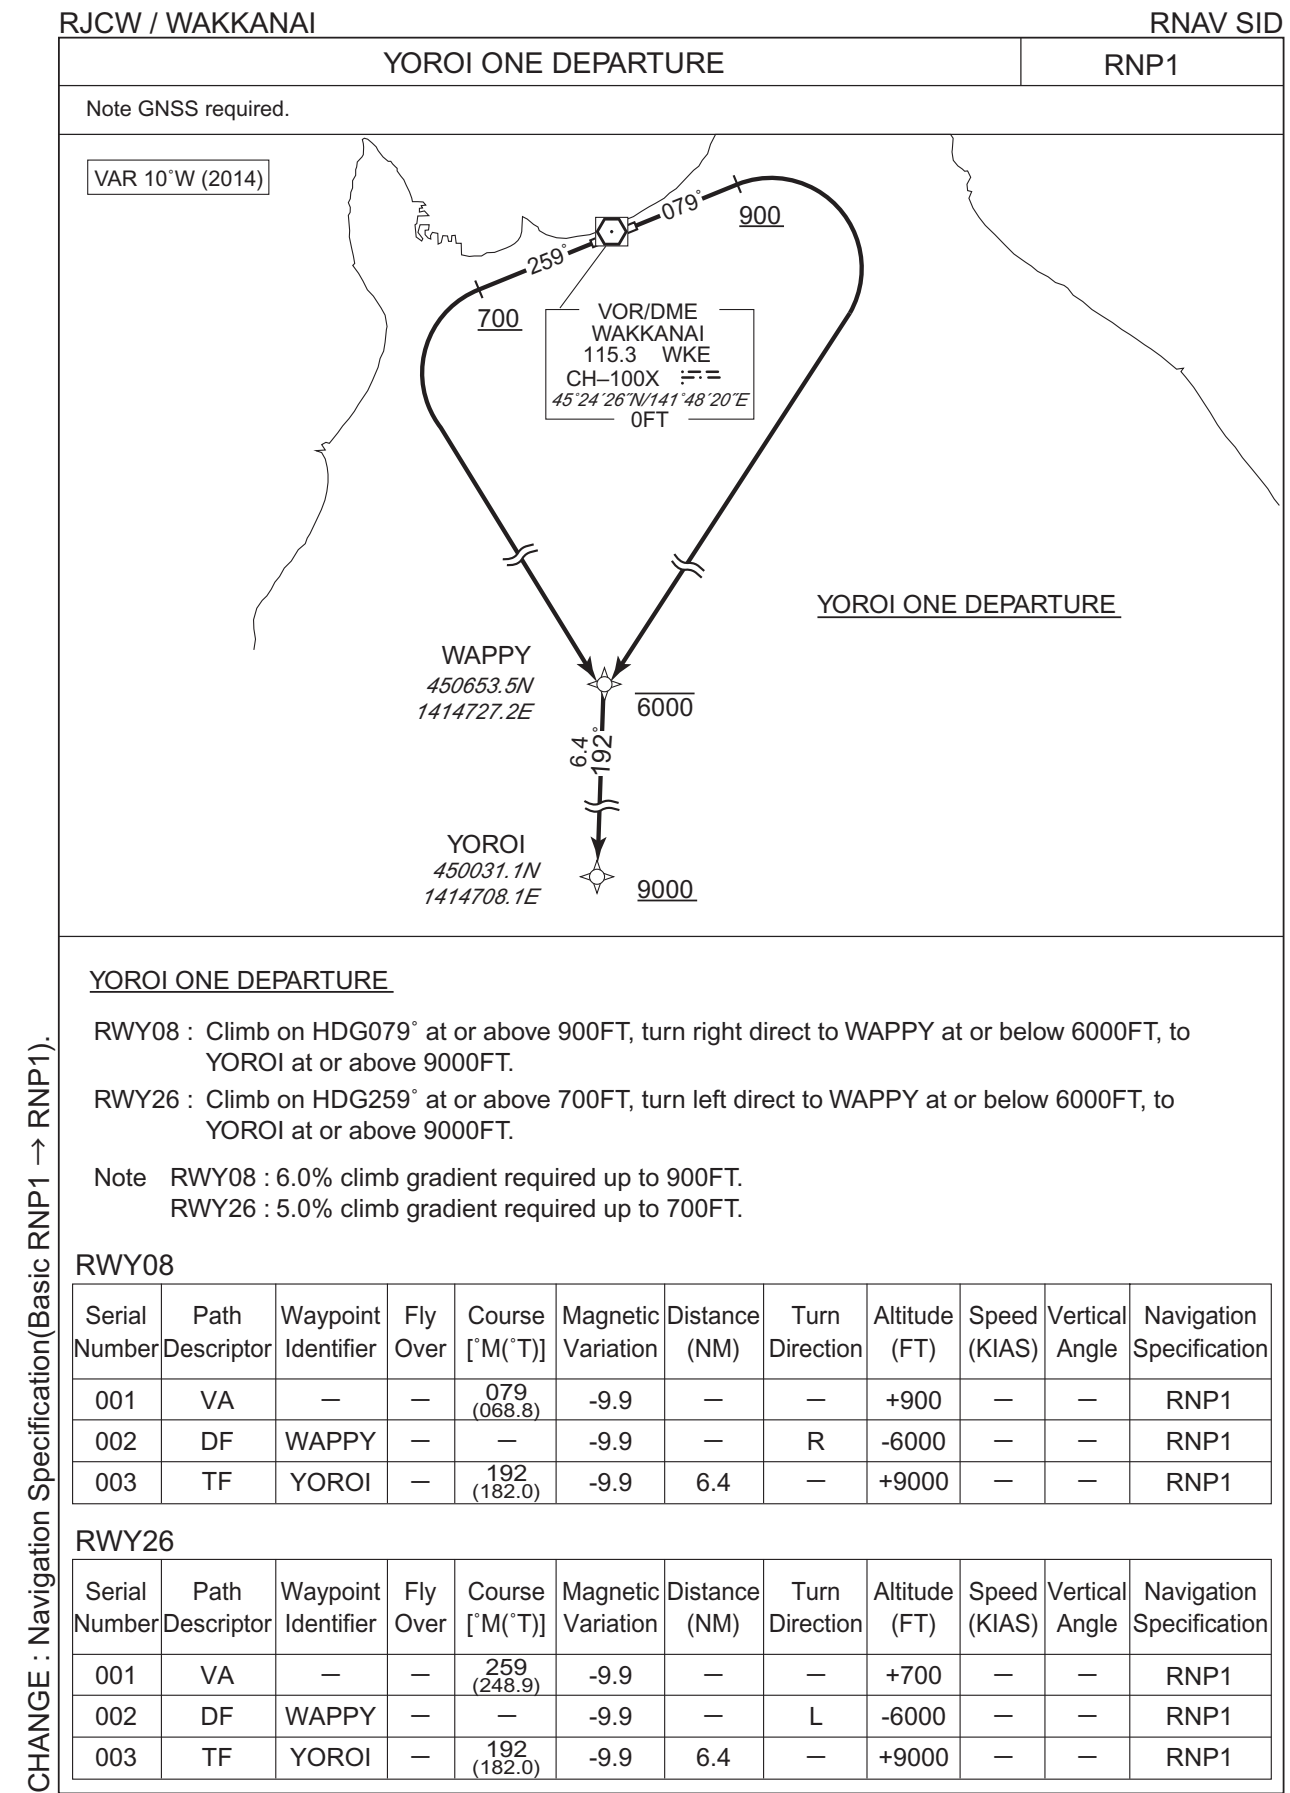 RJCW / WAKKANAI
RNAV SID
YOROI ONE DEPARTURE
RNP1
Note GNSS required.
VAR 10˚W (2014)
079˚
900
259˚
700
VOR/DME
WAKKANAI
115.3 WKE
CH–100X
45˚24´26˝N/141˚48´20˝E
0FT
YOROI ONE DEPARTURE
WAPPY
450653.5N
1414727.2E
6000
6.4
192˚
YOROI
450031.1N
1414708.1E
9000
YOROI ONE DEPARTURE
RWY08 : Climb on HDG079˚ at or above 900FT, turn right direct to WAPPY at or below 6000FT, to
YOROI at or above 9000FT.
RWY26 : Climb on HDG259˚ at or above 700FT, turn left direct to WAPPY at or below 6000FT, to
YOROI at or above 9000FT.
Note RWY08 : 6.0% climb gradient required up to 900FT.
RWY26 : 5.0% climb gradient required up to 700FT.
RWY08
Serial Path Waypoint Fly Course Magnetic Distance Turn Altitude Speed Vertical Navigation
Number Descriptor Identifier Over [˚M(˚T)] Variation (NM) Direction (FT) (KIAS) Angle Specification
001 VA — — 079 (068.8) -9.9 — — +900 — — RNP1
002 DF WAPPY — — -9.9 — R -6000 — — RNP1
003 TF YOROI — 192 (182.0) -9.9 6.4 — +9000 — — RNP1
RWY26
Serial Path Waypoint Fly Course Magnetic Distance Turn Altitude Speed Vertical Navigation
Number Descriptor Identifier Over [˚M(˚T)] Variation (NM) Direction (FT) (KIAS) Angle Specification
001 VA — — 259 (248.9) -9.9 — — +700 — — RNP1
002 DF WAPPY — — -9.9 — L -6000 — — RNP1
003 TF YOROI — 192 (182.0) -9.9 6.4 — +9000 — — RNP1
CHANGE : Navigation Specification(Basic RNP1 → RNP1).